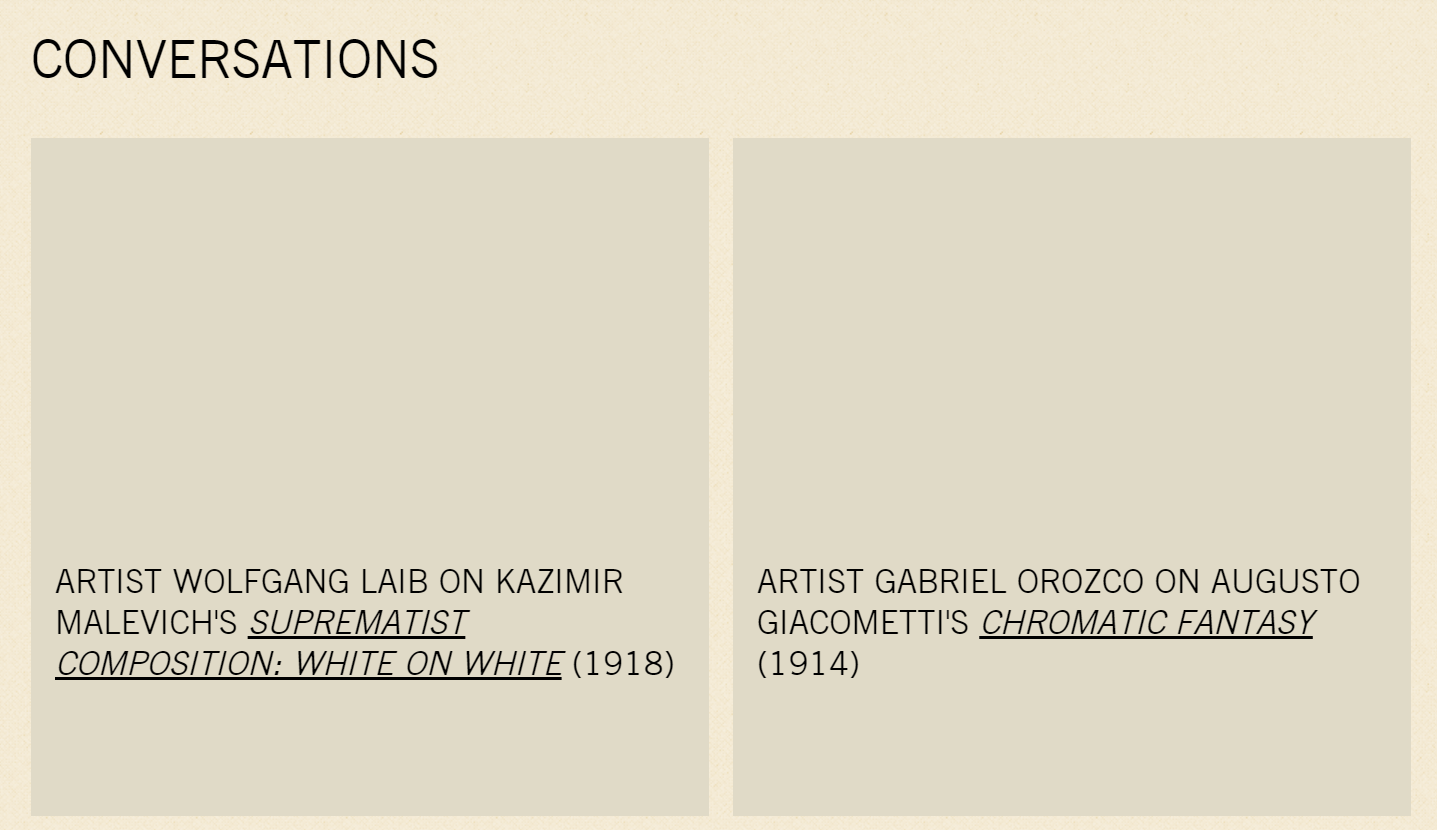 CONVERSATIONS
ARTIST WOLFGANG LAIB ON KAZIMIR
MALEVICH'S SUPREMATIST
COMPOSITION: WHITE ON WHITE (1918)
ARTIST GABRIEL OROZCO ON AUGUSTO
GIACOMETTI'S CHROMATIC FANTASY
(1914)